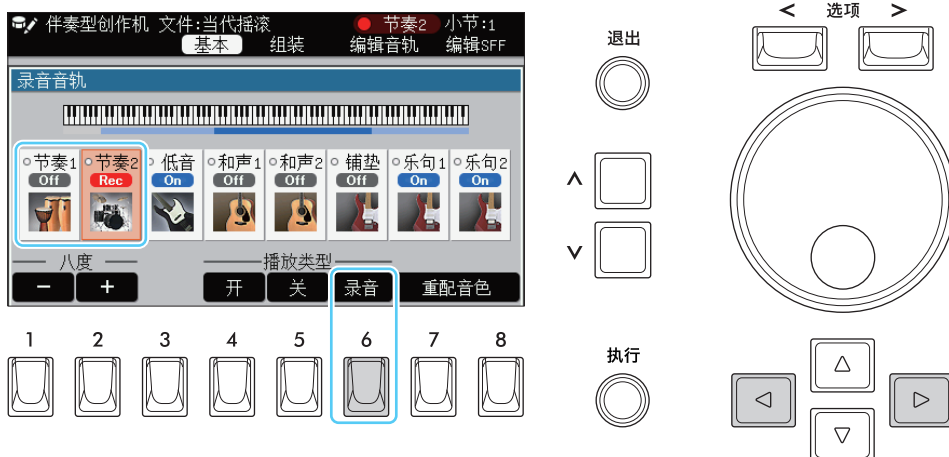 伴奏型创作机 文件:当代摇滚 节奏2 小节:1
基本 组装 编辑音轨 编辑SFF
录音音轨
节奏1 节奏2 低音 和声1 和声2 铺垫 乐句1 乐句2
Off Rec On Off Off Off On On
八度 播放类型
− + 开 关 录音 重配音色
1 2 3 4 5 6 7 8
< 选项 >
退出
执行